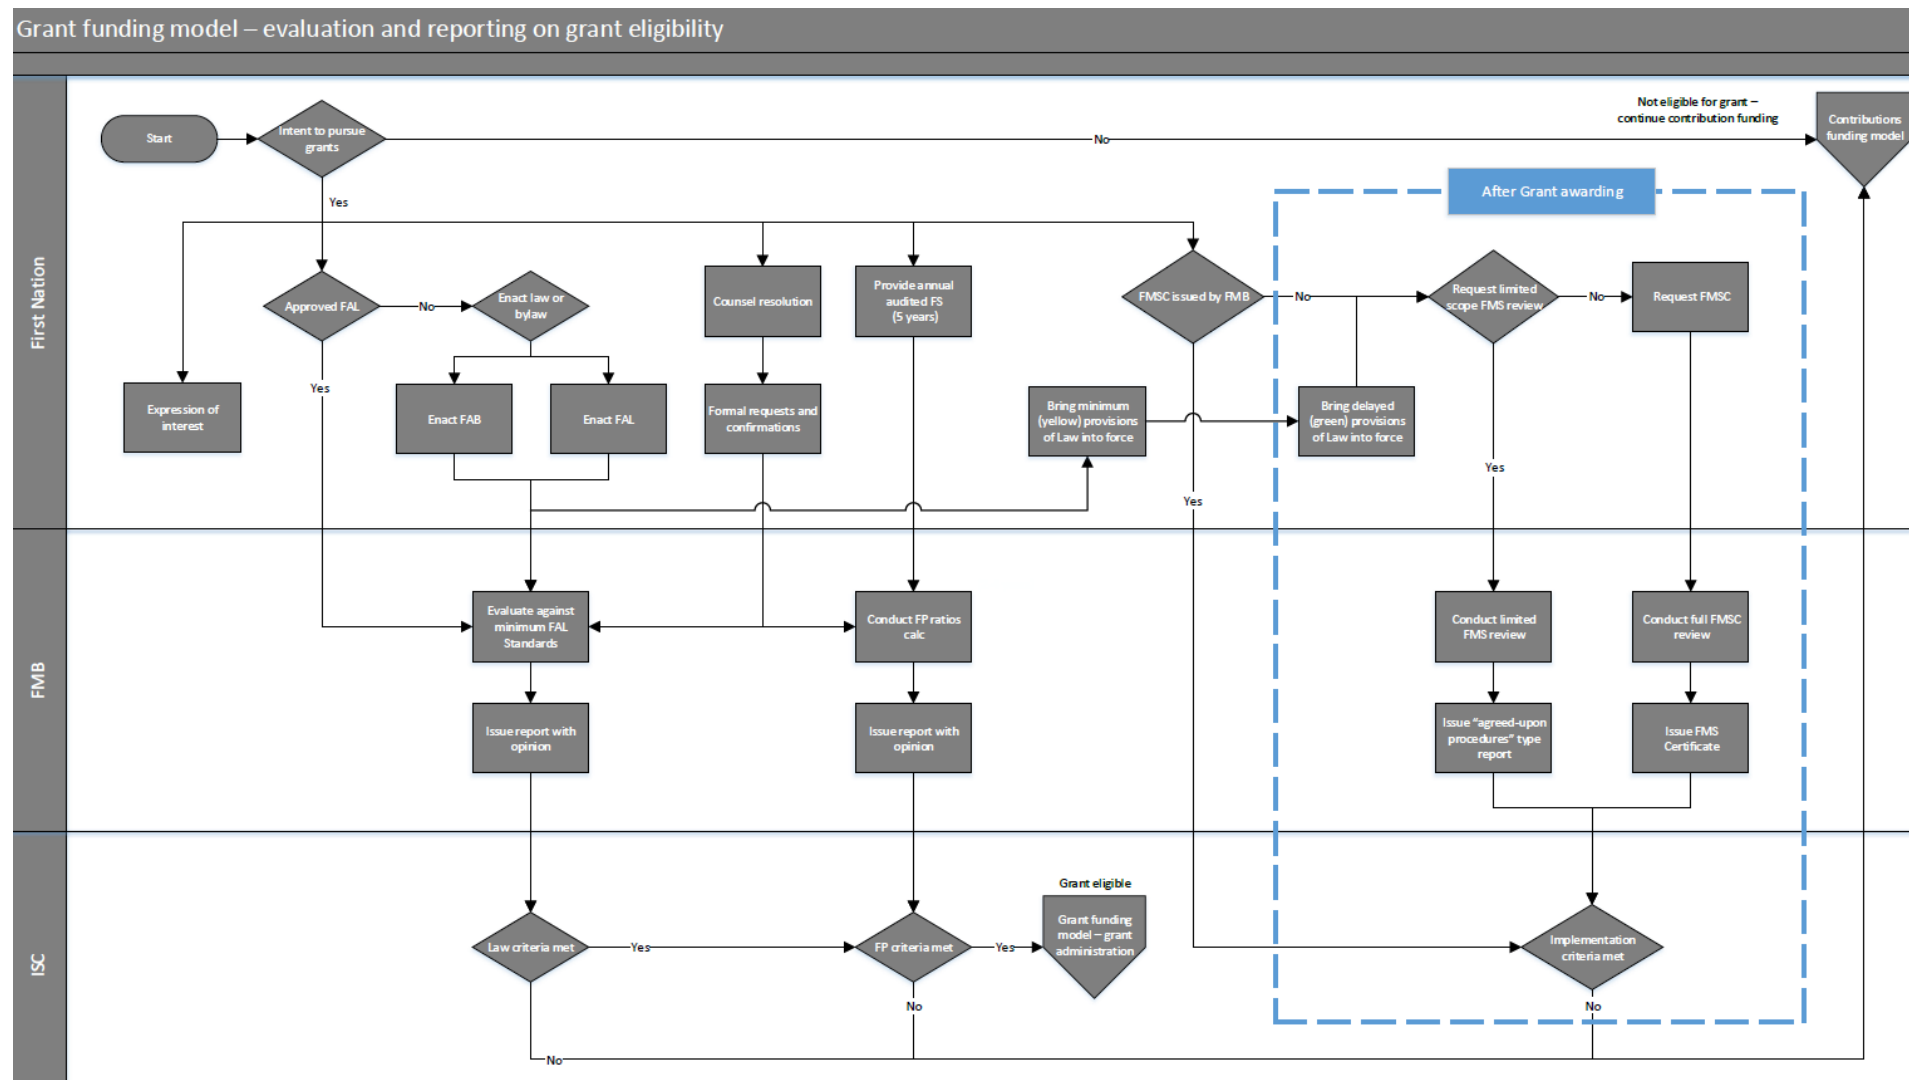 Grant funding model – evaluation and reporting on grant eligibility
First Nation
Start
Intent to pursue
grants
No
Not eligible for grant –
continue contribution funding
Contributions
funding model
Yes
After Grant awarding
Approved FAL
No
Enact law or
bylaw
Counsel resolution
Provide annual
audited FS
(5 years)
FMSC issued by FMB
No
Request limited
scope FMS review
No
Request FMSC
Yes
Expression of
interest
Enact FAB
Enact FAL
Formal requests and
confirmations
Bring minimum
(yellow) provisions
of Law into force
Bring delayed
(green) provisions
of Law into force
Yes
Yes
FMB
Evaluate against
minimum FAL
Standards
Conduct FP ratios
calc
Conduct limited
FMS review
Conduct full FMSC
review
Issue report with
opinion
Issue report with
opinion
Issue “agreed-upon
procedures” type
report
Issue FMS
Certificate
ISC
Law criteria met
Yes
FP criteria met
Yes
Grant eligible
Grant funding
model – grant
administration
Implementation
criteria met
No
No
No